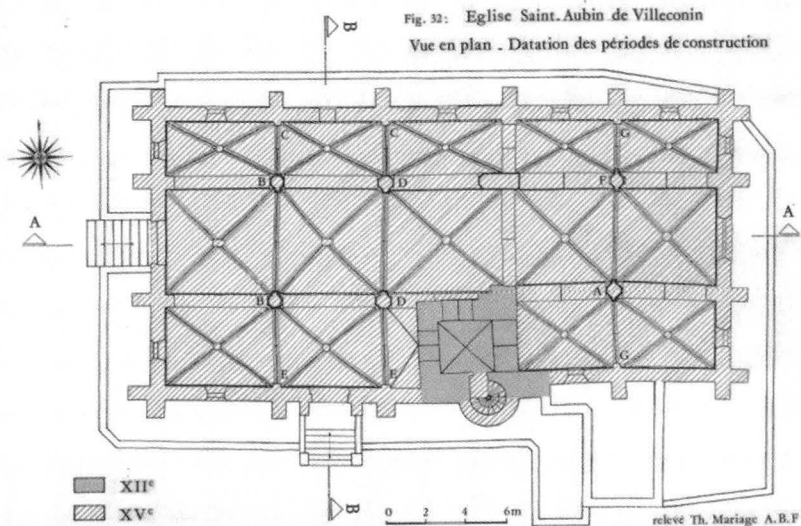 Fig. 32: Eglise Saint-Aubin de Villeconin
Vue en plan - Datation des périodes de construction
B
C C G
B D F
A A
B D A
E E G
XIIe
XVe
B
0 2 4 6m
relevé Th. Mariage A.B.F